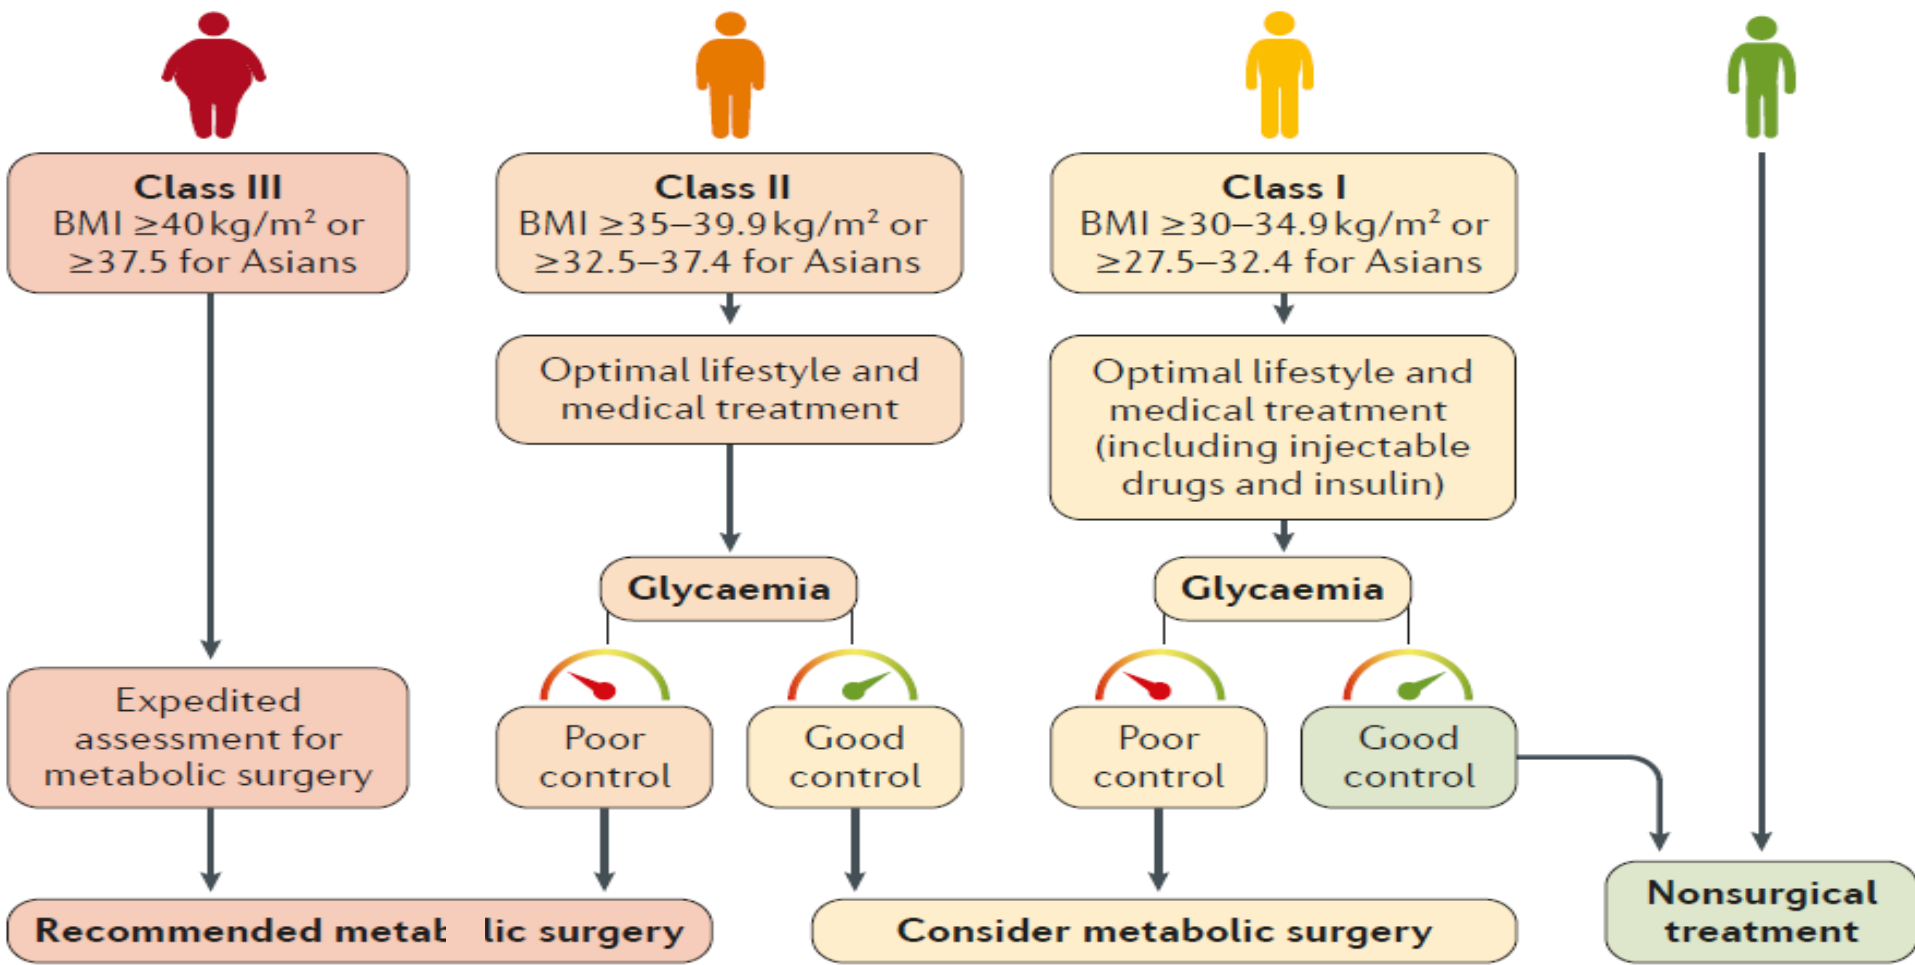 Class III
BMI ≥40 kg/m² or
≥37.5 for Asians
Class II
BMI ≥35–39.9 kg/m² or
≥32.5–37.4 for Asians
Class I
BMI ≥30–34.9 kg/m² or
≥27.5–32.4 for Asians
Optimal lifestyle and
medical treatment
Optimal lifestyle and
medical treatment
(including injectable
drugs and insulin)
Glycaemia
Glycaemia
Expedited
assessment for
metabolic surgery
Poor
control
Good
control
Poor
control
Good
control
Recommended metab lic surgery
Consider metabolic surgery
Nonsurgical
treatment